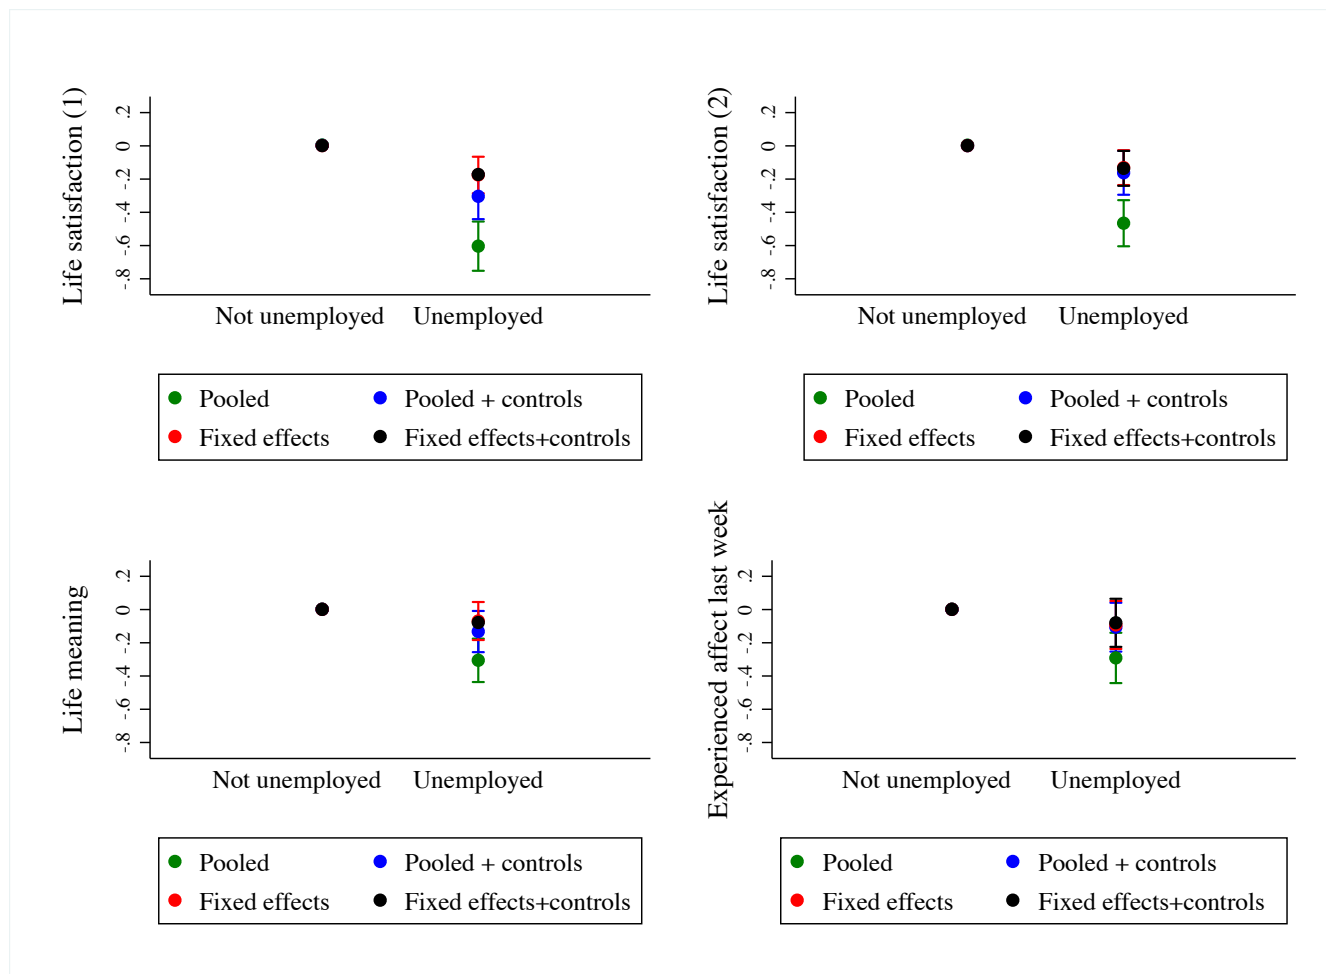 Life satisfaction (1)
.2
0
-.2
-.4
-.6
-.8
Not unemployed Unemployed
Pooled Pooled + controls
Fixed effects Fixed effects+controls
Life satisfaction (2)
.2
0
-.2
-.4
-.6
-.8
Not unemployed Unemployed
Pooled Pooled + controls
Fixed effects Fixed effects+controls
Life meaning
.2
0
-.2
-.4
-.6
-.8
Not unemployed Unemployed
Pooled Pooled + controls
Fixed effects Fixed effects+controls
Experienced affect last week
.2
0
-.2
-.4
-.6
-.8
Not unemployed Unemployed
Pooled Pooled + controls
Fixed effects Fixed effects+controls